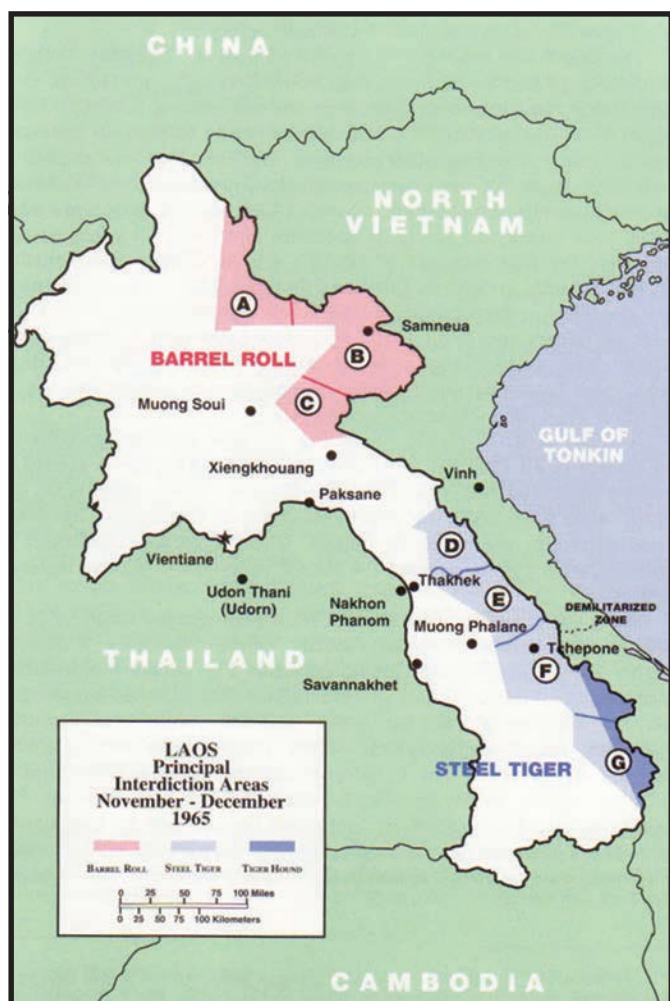 CHINA
NORTH
VIETNAM
A
Samneua
B
BARREL ROLL
C
Muong Soui
GULF OF
TONKIN
Xiengkhouang
Vinh
Paksane
D
Vientiane
Thakhek
Udon Thani
(Udorn)
E
Nakhon
Phanom
DEMILITARIZED
ZONE
Muong Phalane
Tchepone
THAILAND
F
Savannakhet
LAOS
Principal
Interdiction Areas
November - December
1965
STEEL TIGER
G
BARREL ROLL
STEEL TIGER
TIGER HOUND
0 25 50 75 100 Miles
0 25 50 75 100 Kilometers
CAMBODIA